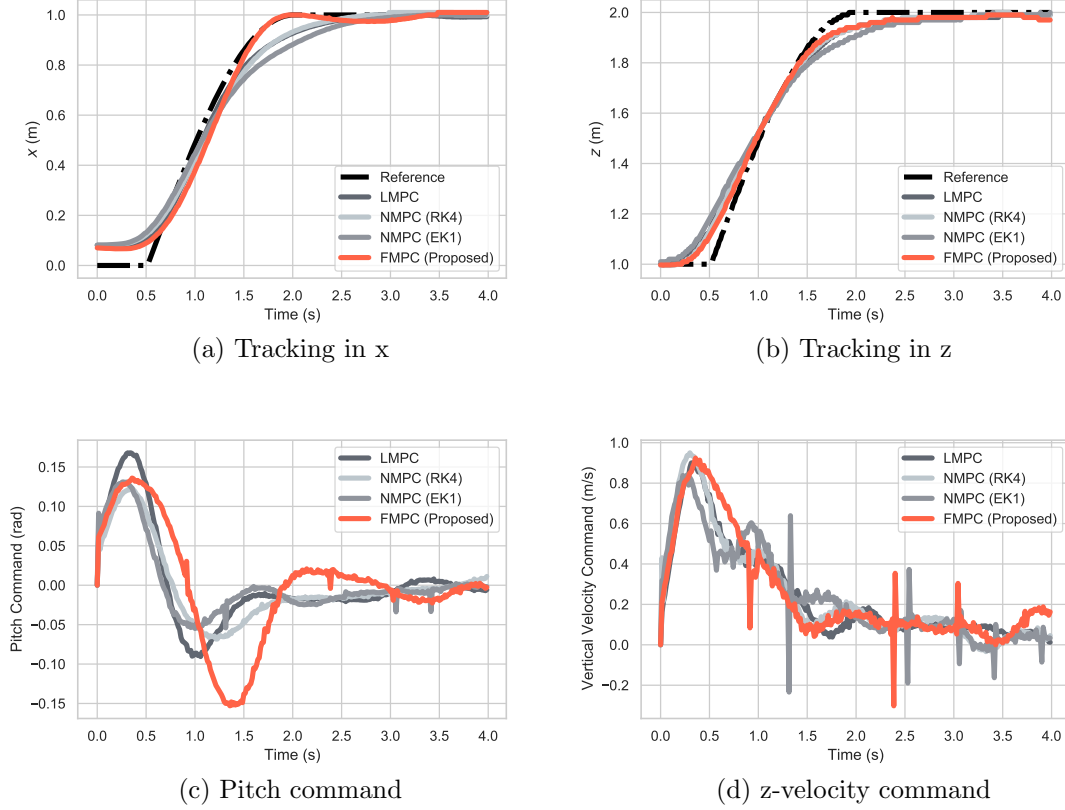 1.0
0.8
0.6
0.4
0.2
0.0
x (m)
Reference
LMPC
NMPC (RK4)
NMPC (EK1)
FMPC (Proposed)
0.0 0.5 1.0 1.5 2.0 2.5 3.0 3.5 4.0
Time (s)
(a) Tracking in x
2.0
1.8
1.6
1.4
1.2
1.0
z (m)
Reference
LMPC
NMPC (RK4)
NMPC (EK1)
FMPC (Proposed)
0.0 0.5 1.0 1.5 2.0 2.5 3.0 3.5 4.0
Time (s)
(b) Tracking in z
0.15
0.10
0.05
0.00
−0.05
−0.10
−0.15
Pitch Command (rad)
LMPC
NMPC (RK4)
NMPC (EK1)
FMPC (Proposed)
0.0 0.5 1.0 1.5 2.0 2.5 3.0 3.5 4.0
Time (s)
(c) Pitch command
1.0
0.8
0.6
0.4
0.2
0.0
−0.2
Vertical Velocity Command (m/s)
LMPC
NMPC (RK4)
NMPC (EK1)
FMPC (Proposed)
0.0 0.5 1.0 1.5 2.0 2.5 3.0 3.5 4.0
Time (s)
(d) z-velocity command